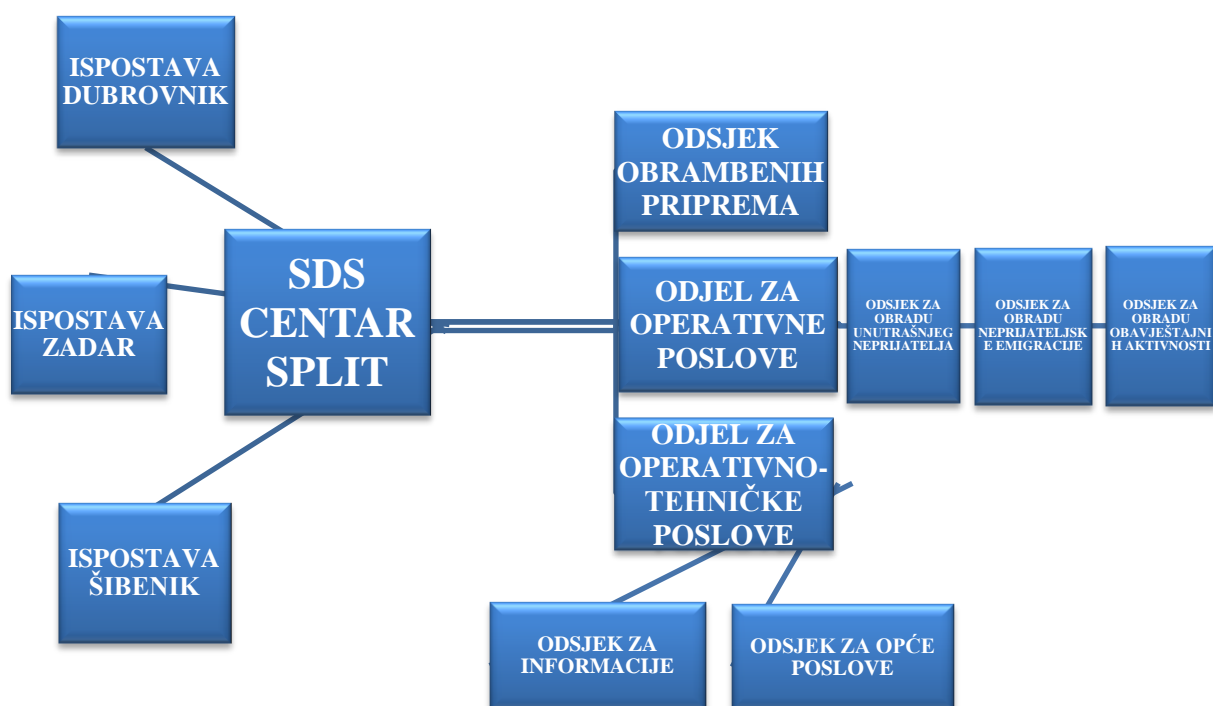 ISPOSTAVA
DUBROVNIK
ODSJEK
OBRAMBENIH
PRIPREMA
SDS
CENTAR
SPLIT
ISPOSTAVA
ZADAR
ODJEL ZA
OPERATIVNE
POSLOVE
ODSJEK ZA
OBRADU
UNUTRAŠNJEG
NEPRIJATELJA
ODSJEK ZA
OBRADU
NEPRIJATELJSK
E EMIGRACIJE
ODSJEK ZA
OBRADU
OBAVJEŠTAJNI
H AKTIVNOSTI
ODJEL ZA
OPERATIVNO-
TEHNIČKE
POSLOVE
ISPOSTAVA
ŠIBENIK
ODSJEK ZA
INFORMACIJE
ODSJEK ZA OPĆE
POSLOVE